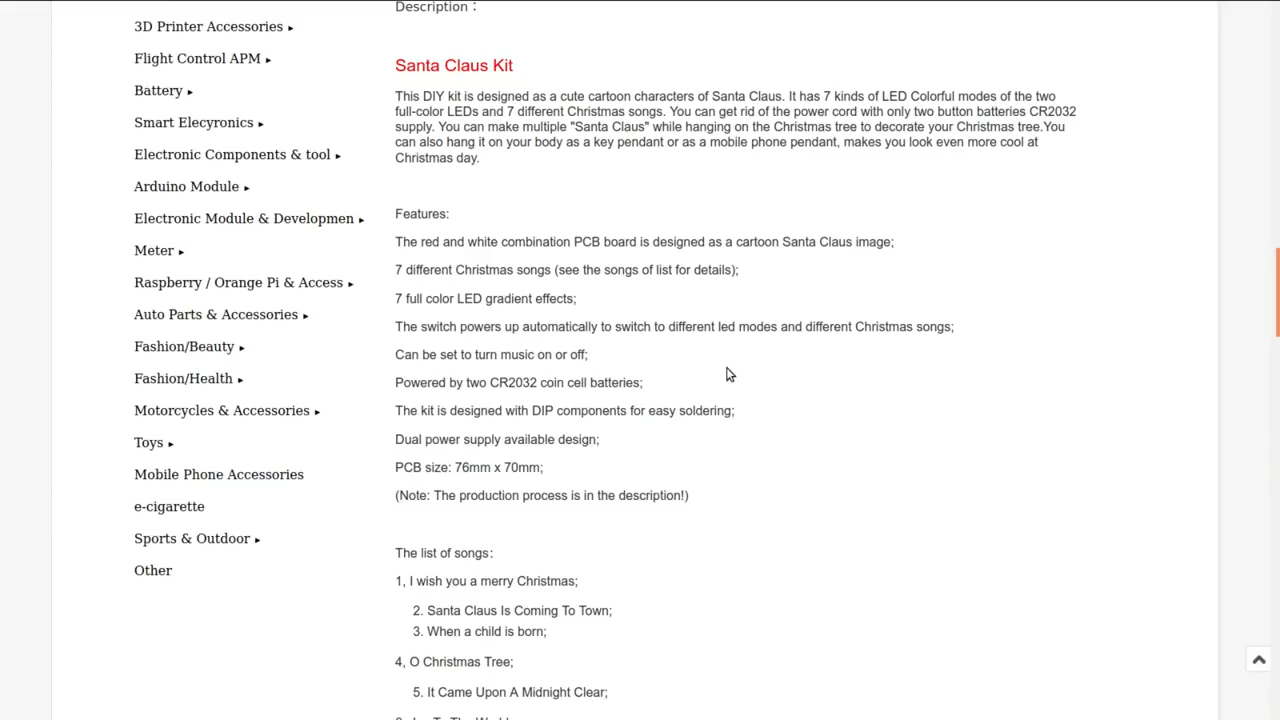 Description：
3D Printer Accessories ▸
Flight Control APM ▸
Battery ▸
Smart Elecyronics ▸
Electronic Components & tool ▸
Arduino Module ▸
Electronic Module & Developmen ▸
Meter ▸
Raspberry / Orange Pi & Access ▸
Auto Parts & Accessories ▸
Fashion/Beauty ▸
Fashion/Health ▸
Motorcycles & Accessories ▸
Toys ▸
Mobile Phone Accessories
e-cigarette
Sports & Outdoor ▸
Other
Santa Claus Kit
This DIY kit is designed as a cute cartoon characters of Santa Claus. It has 7 kinds of LED Colorful modes of the two
full-color LEDs and 7 different Christmas songs. You can get rid of the power cord with only two button batteries CR2032
supply. You can make multiple "Santa Claus" while hanging on the Christmas tree to decorate your Christmas tree.You
can also hang it on your body as a key pendant or as a mobile phone pendant, makes you look even more cool at
Christmas day.
Features:
The red and white combination PCB board is designed as a cartoon Santa Claus image;
7 different Christmas songs (see the songs of list for details);
7 full color LED gradient effects;
The switch powers up automatically to switch to different led modes and different Christmas songs;
Can be set to turn music on or off;
Powered by two CR2032 coin cell batteries;
The kit is designed with DIP components for easy soldering;
Dual power supply available design;
PCB size: 76mm x 70mm;
(Note: The production process is in the description!)
The list of songs:
1, I wish you a merry Christmas;
2. Santa Claus Is Coming To Town;
3. When a child is born;
4, O Christmas Tree;
5. It Came Upon A Midnight Clear;